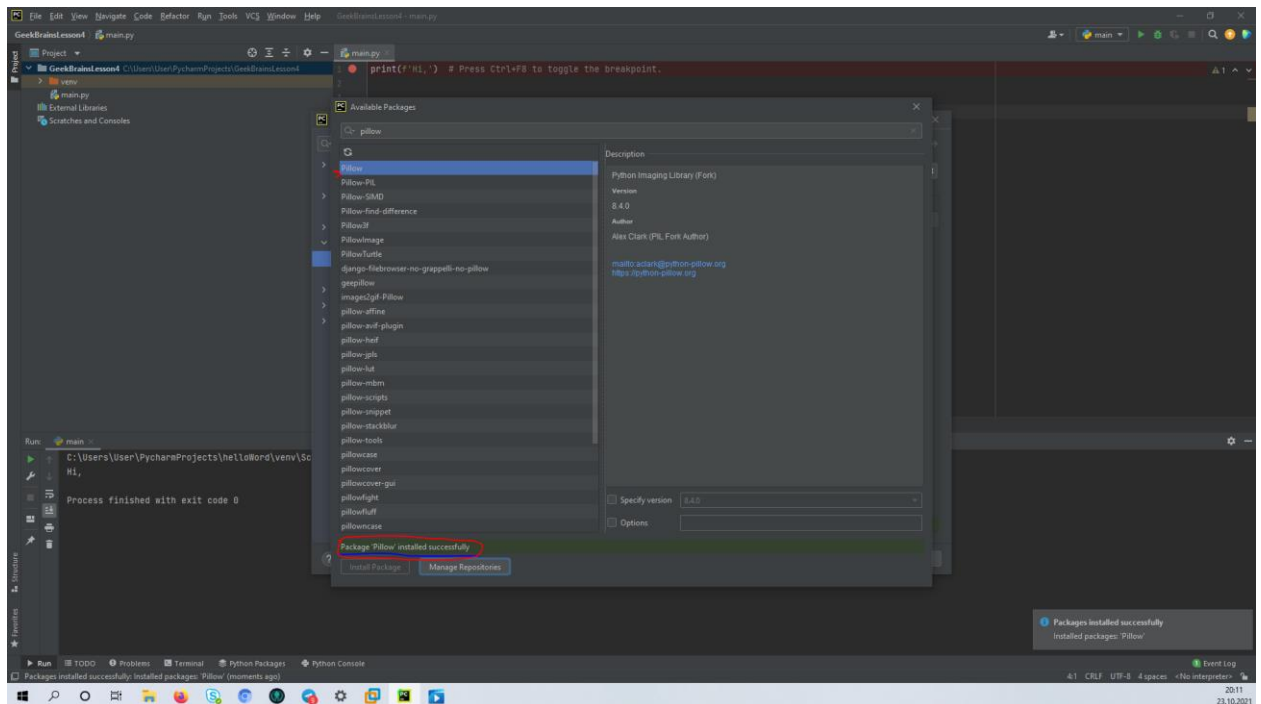 File Edit View Navigate Code Refactor Run Tools VCS Window Help GeekBrainsLesson4 - main.py
GeekBrainsLesson4 main.py
main
Project
main.py
GeekBrainsLesson4 C:\Users\User\PycharmProjects\GeekBrainsLesson4
venv
main.py
External Libraries
Scratches and Consoles
1 print(f'Hi,') # Press Ctrl+F8 to toggle the breakpoint.
2
1
Available Packages
pillow
Pillow
Pillow-PIL
Pillow-SIMD
Pillow-find-difference
Pillow3f
PillowImage
PillowTurtle
django-filebrowser-no-grappelli-no-pillow
geepillow
images2gif-Pillow
pillow-affine
pillow-avif-plugin
pillow-heif
pillow-jpls
pillow-lut
pillow-mbm
pillow-scripts
pillow-snippet
pillow-stackblur
pillow-tools
pillowcase
pillowcover
pillowcover-gui
pillowfight
pillowfluff
pillowncase
Description
Python Imaging Library (Fork)
Version
8.4.0
Author
Alex Clark (PIL Fork Author)
mailto:aclark@python-pillow.org
https://python-pillow.org
Specify version 8.4.0
Options
Package 'Pillow' installed successfully
Install Package Manage Repositories
Run: main
C:\Users\User\PycharmProjects\helloWord\venv\Sc
Hi,
Process finished with exit code 0
Project
Structure
Favorites
Packages installed successfully
Installed packages: 'Pillow'
Run TODO Problems Terminal Python Packages Python Console
1 Event Log
Packages installed successfully: Installed packages: 'Pillow' (moments ago)
4:1 CRLF UTF-8 4 spaces <No interpreter>
20:11
23.10.2021